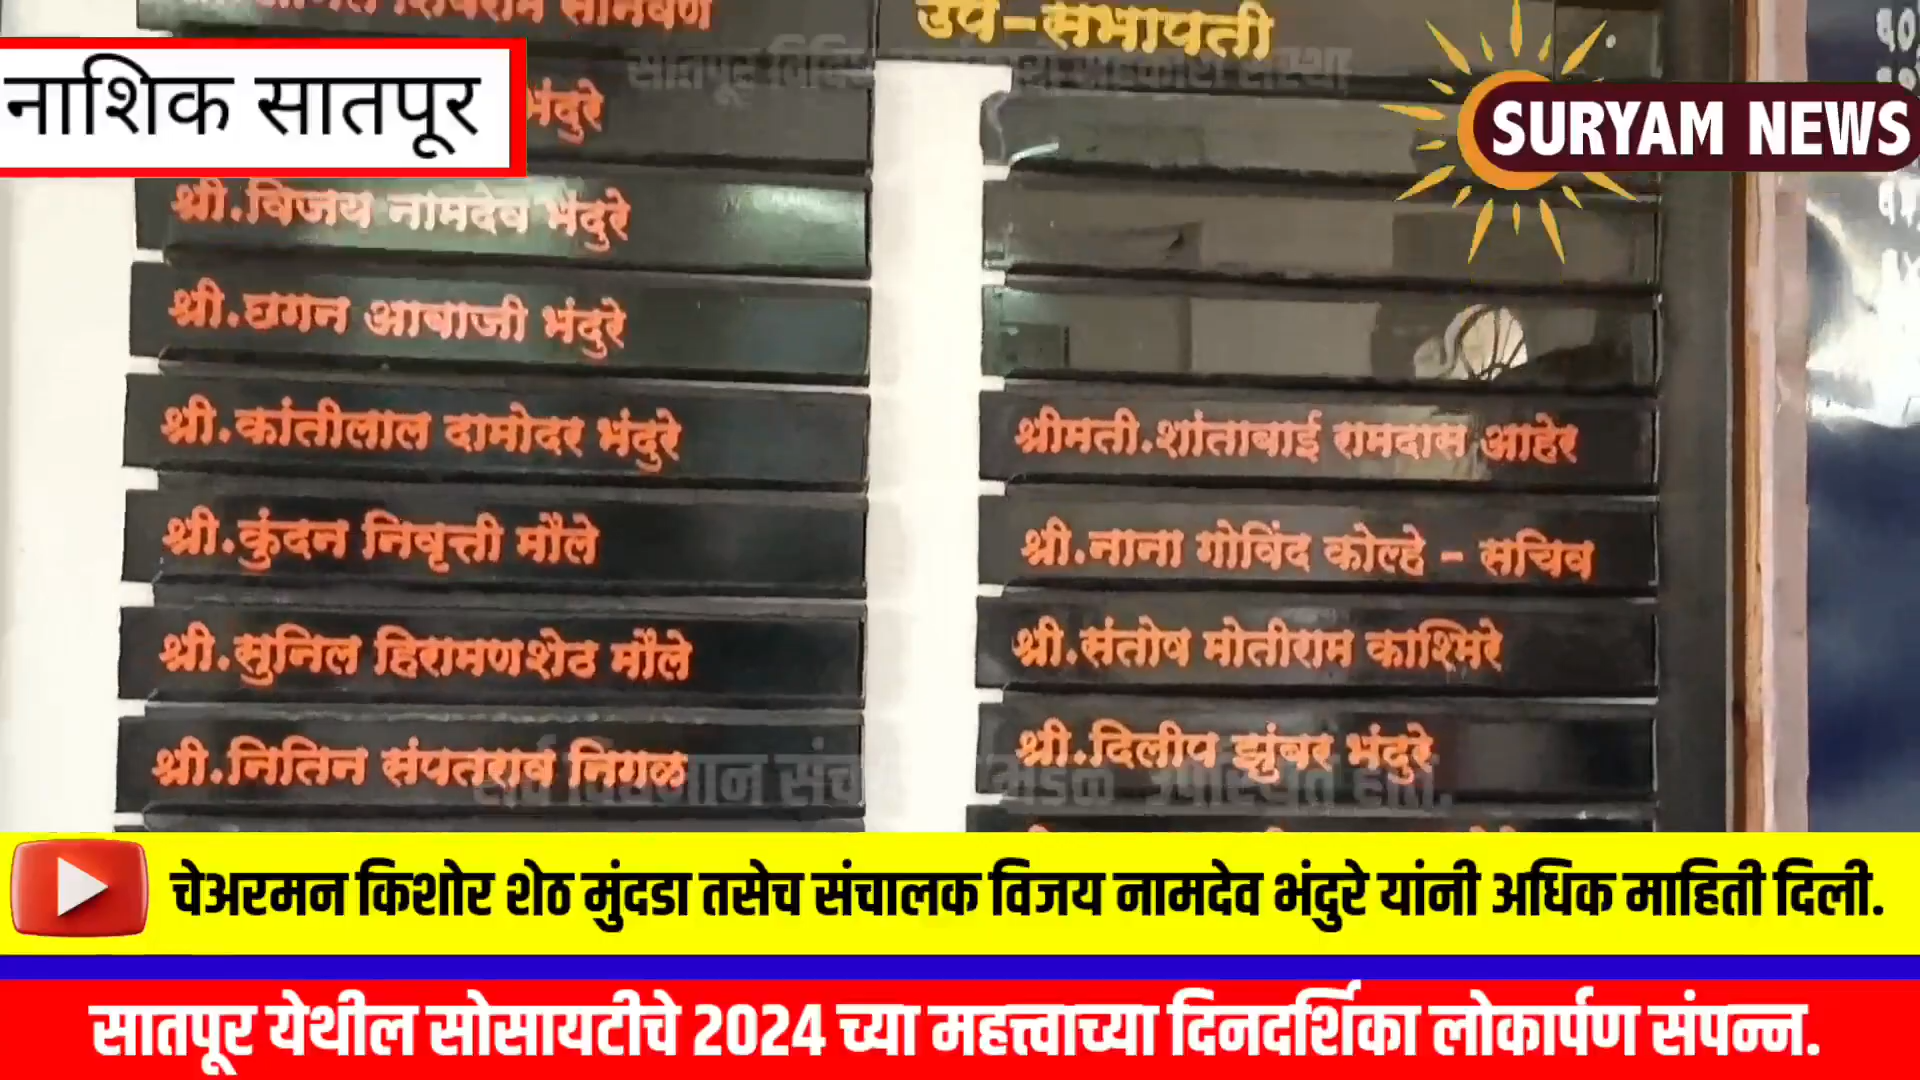 उप-सभापती
नाशिक सातपूर
भंदुरे
SURYAM NEWS
श्री.विजय नामदेव भंदुरे
श्री.छगन आबाजी भंदुरे
श्री.कांतीलाल दामोदर भंदुरे
श्रीमती.शांताबाई रामदास आहेर
श्री.कुंदन निवृत्ती मौले
श्री.नाना गोविंद कोल्हे - सचिव
श्री.सुनिल हिरामणशेठ मौले
श्री.संतोष मोतीराम काश्मिरे
श्री.नितिन संपतराव निगळ
श्री.दिलीप झुंबर भंदुरे
चेअरमन किशोर शेठ मुंदडा तसेच संचालक विजय नामदेव भंदुरे यांनी अधिक माहिती दिली.
सातपूर येथील सोसायटीचे 2024 च्या महत्त्वाच्या दिनदर्शिका लोकार्पण संपन्न.